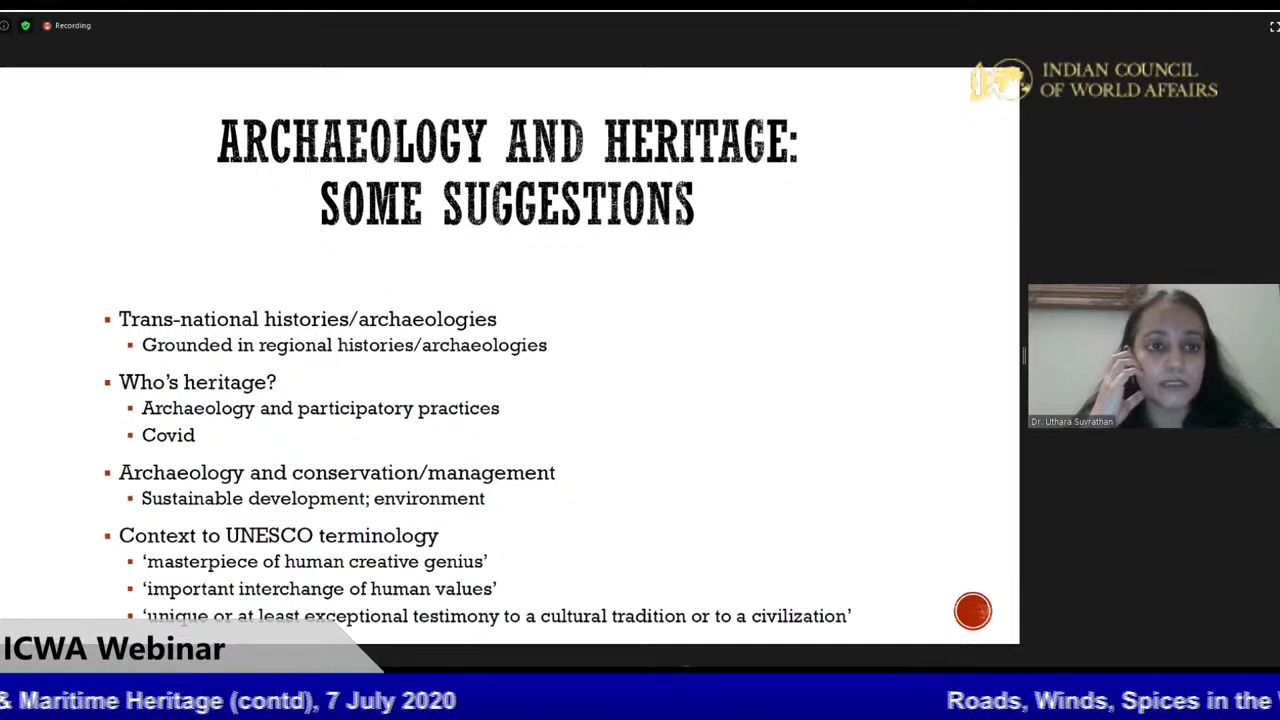 Recording
INDIAN COUNCIL
OF WORLD AFFAIRS
ARCHAEOLOGY AND HERITAGE:
SOME SUGGESTIONS
Trans-national histories/archaeologies
Grounded in regional histories/archaeologies
Who's heritage?
Archaeology and participatory practices
Covid
Archaeology and conservation/management
Sustainable development; environment
Context to UNESCO terminology
'masterpiece of human creative genius'
'important interchange of human values'
'unique or at least exceptional testimony to a cultural tradition or to a civilization'
Dr. Uthara Suvrathan
ICWA Webinar
& Maritime Heritage (contd), 7 July 2020
Roads, Winds, Spices in the